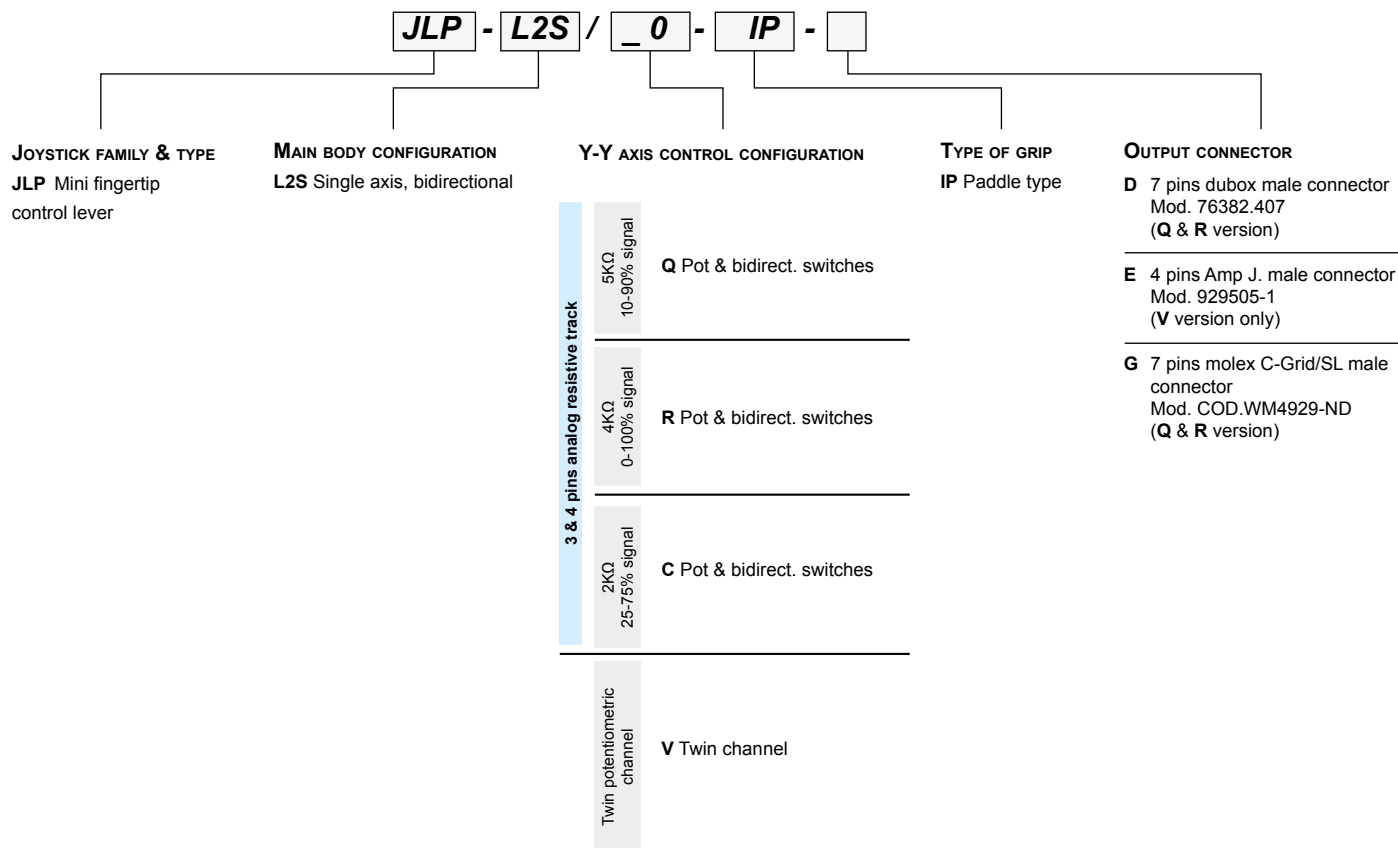 JLP - L2S / _ 0 - IP -
JOYSTICK FAMILY & TYPE
JLP Mini fingertip
control lever
MAIN BODY CONFIGURATION
L2S Single axis, bidirectional
Y-Y AXIS CONTROL CONFIGURATION
3 & 4 pins analog resistive track
5KΩ
10-90% signal
Q Pot & bidirect. switches
4KΩ
0-100% signal
R Pot & bidirect. switches
2KΩ
25-75% signal
C Pot & bidirect. switches
Twin potentiometric
channel
V Twin channel
TYPE OF GRIP
IP Paddle type
OUTPUT CONNECTOR
D 7 pins dubox male connector
Mod. 76382.407
(Q & R version)
E 4 pins Amp J. male connector
Mod. 929505-1
(V version only)
G 7 pins molex C-Grid/SL male
connector
Mod. COD.WM4929-ND
(Q & R version)